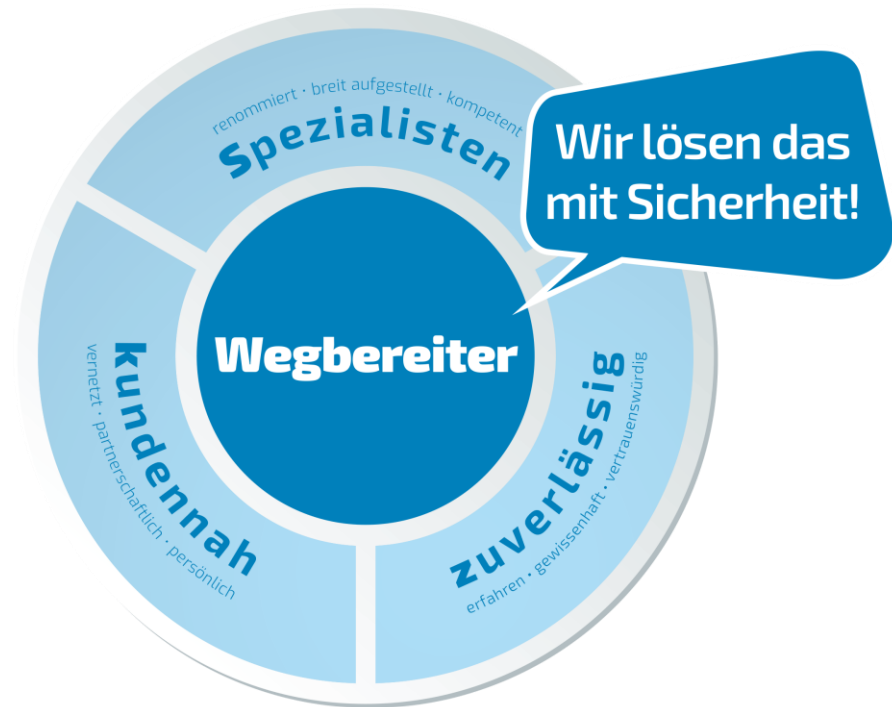 renommiert · breit aufgestellt · kompetent
Spezialisten
Wir lösen das
mit Sicherheit!
Wegbereiter
kundennah
vernetzt · partnerschaftlich · persönlich
zuverlässig
erfahren · gewissenhaft · vertrauenswürdig